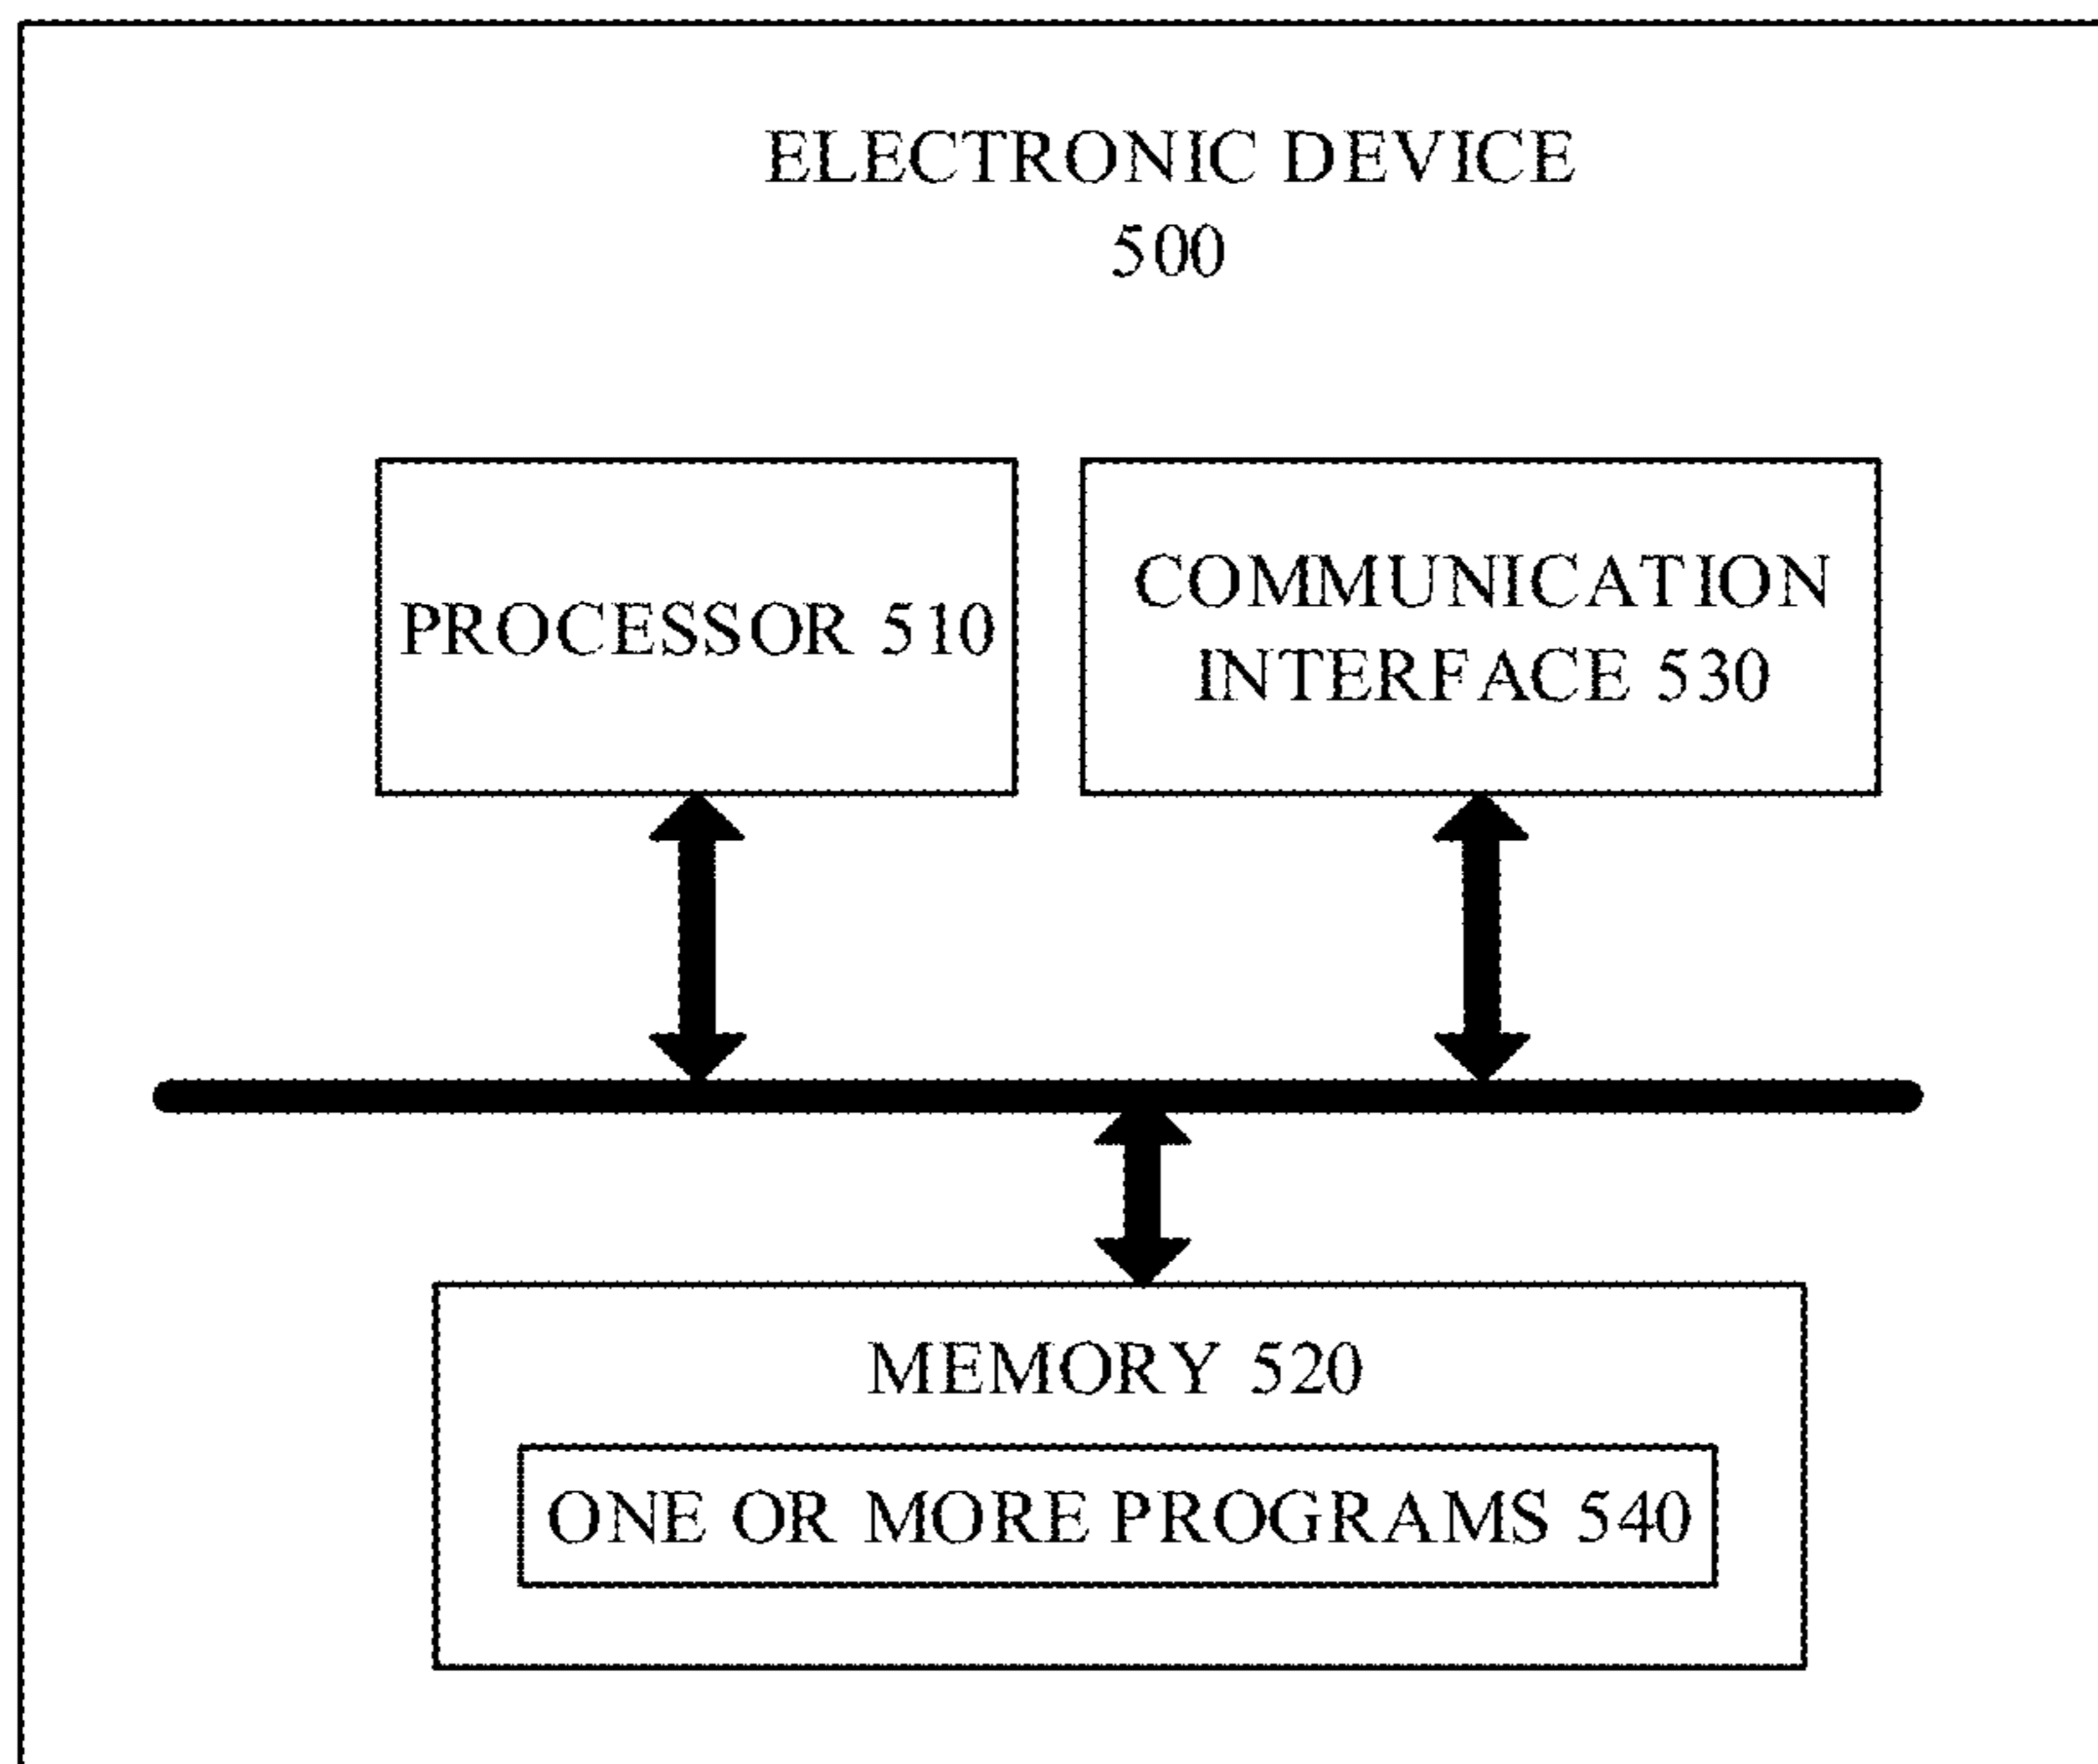 ELECTRONIC DEVICE
500
PROCESSOR 510
COMMUNICATION
INTERFACE 530
MEMORY 520
ONE OR MORE PROGRAMS 540